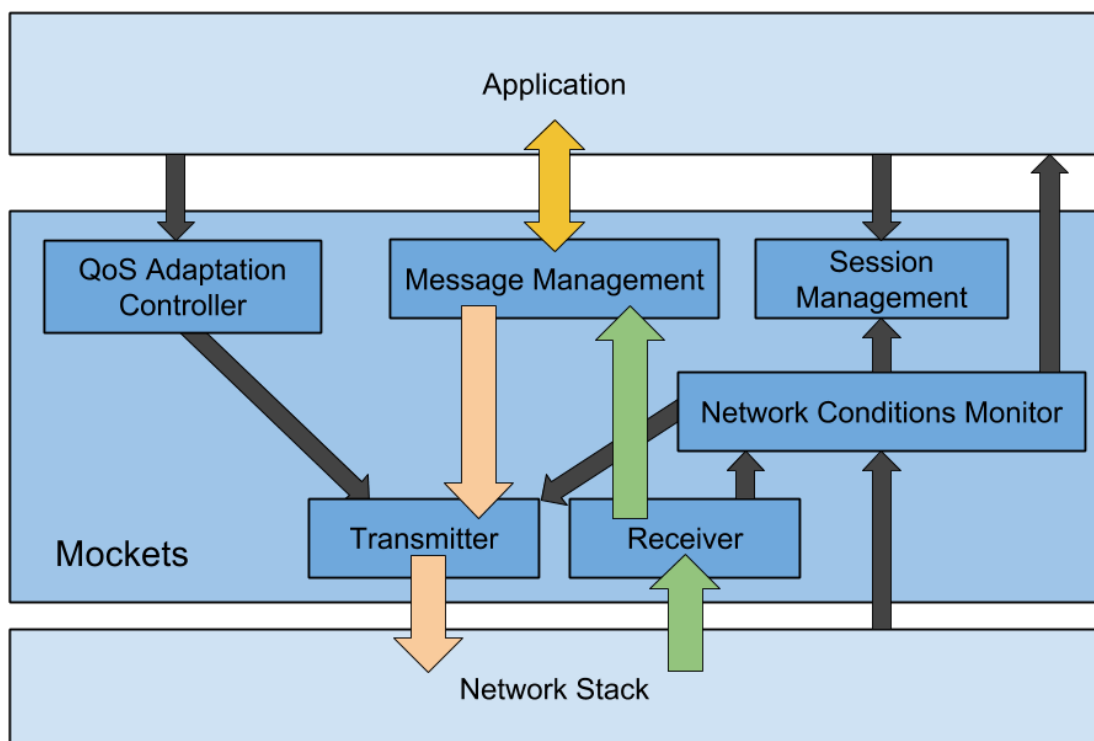 Application
QoS Adaptation
Controller
Message Management
Session
Management
Network Conditions Monitor
Transmitter
Receiver
Mockets
Network Stack